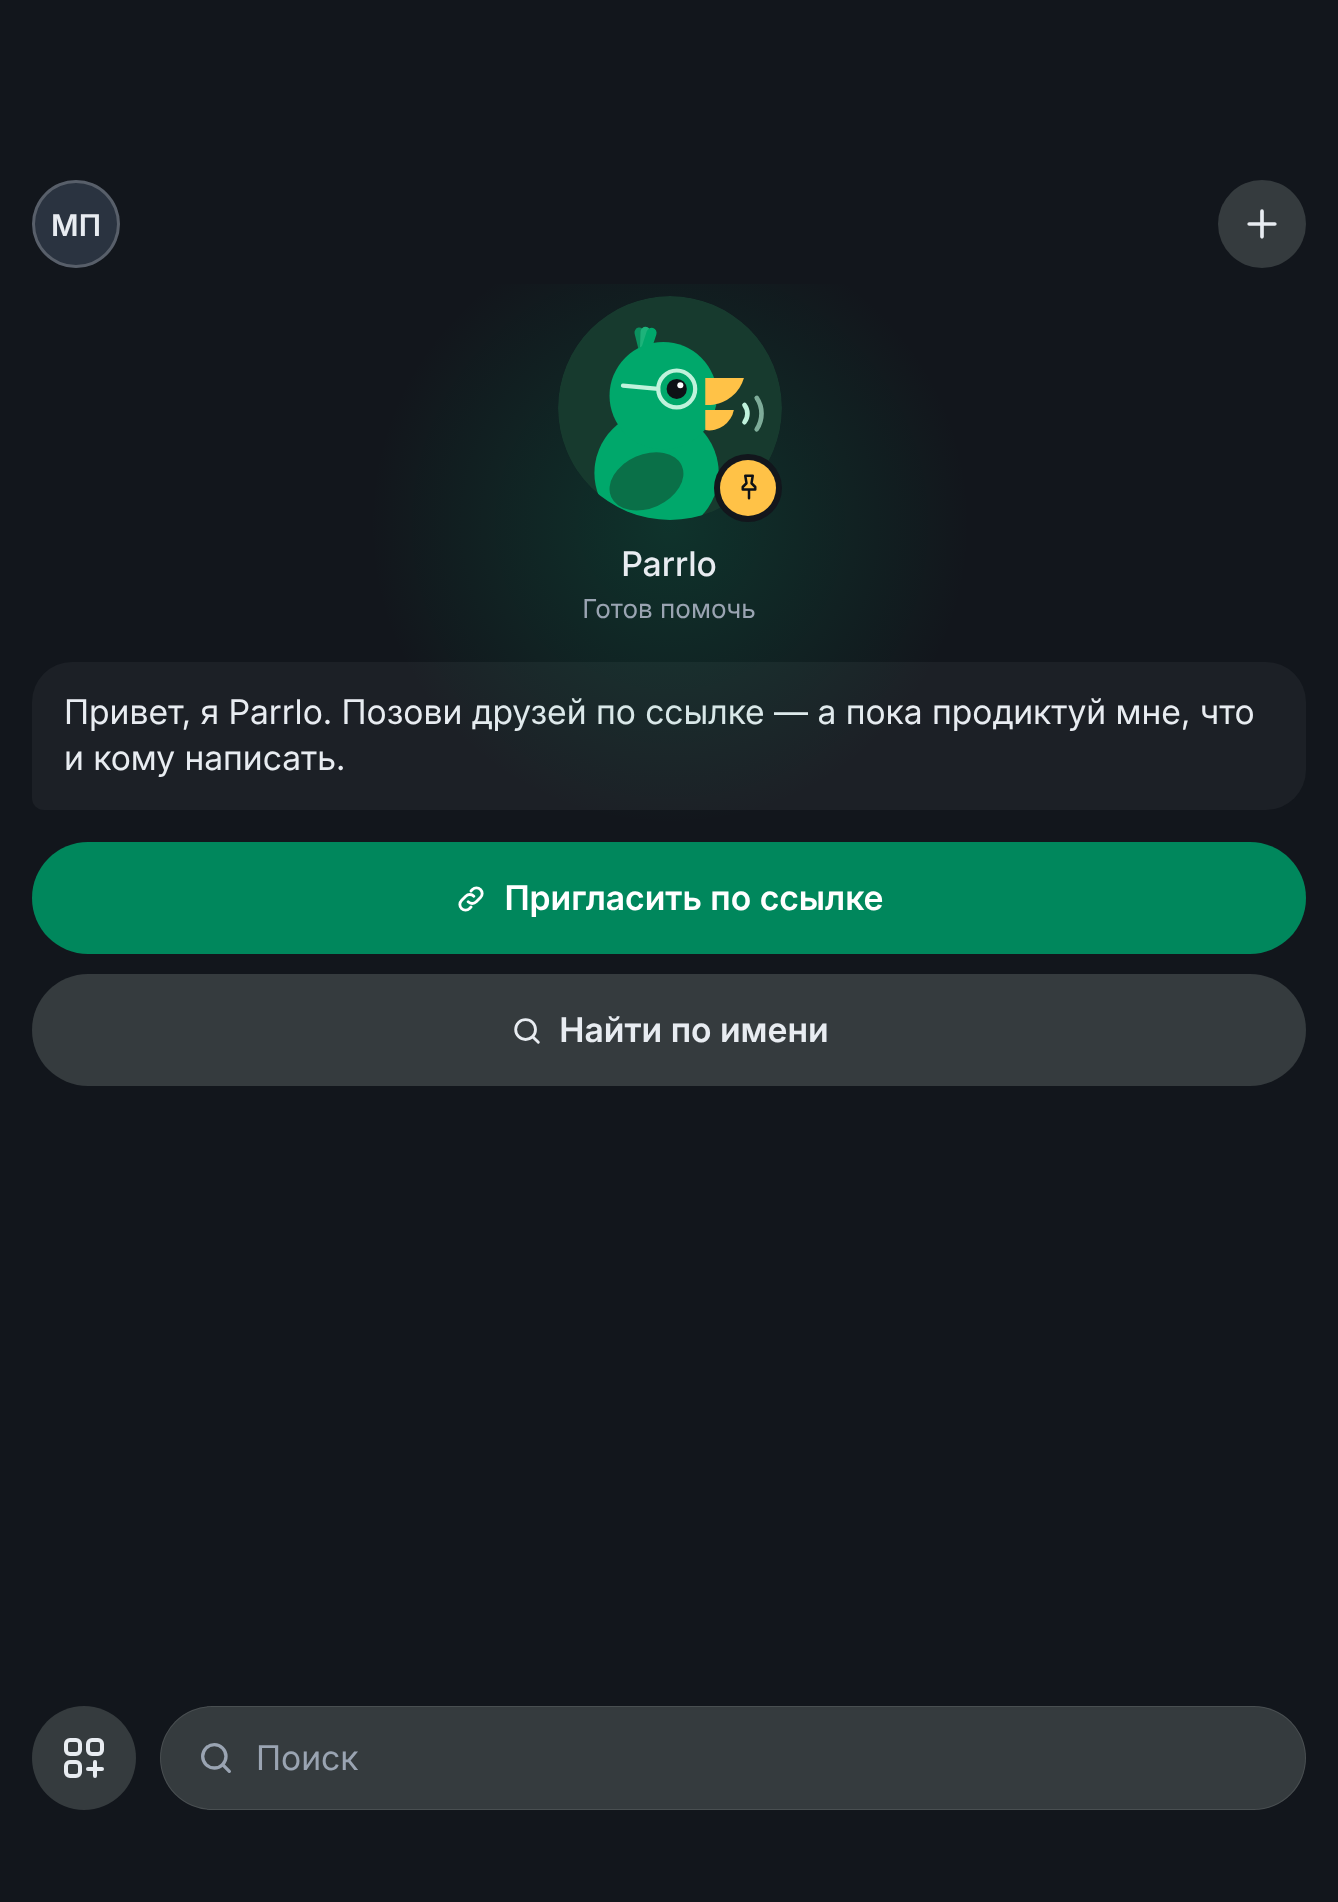 МП
Parrlo
Готов помочь
Привет, я Parrlo. Позови друзей по ссылке — а пока продиктуй мне, что
и кому написать.
Пригласить по ссылке
Найти по имени
Поиск